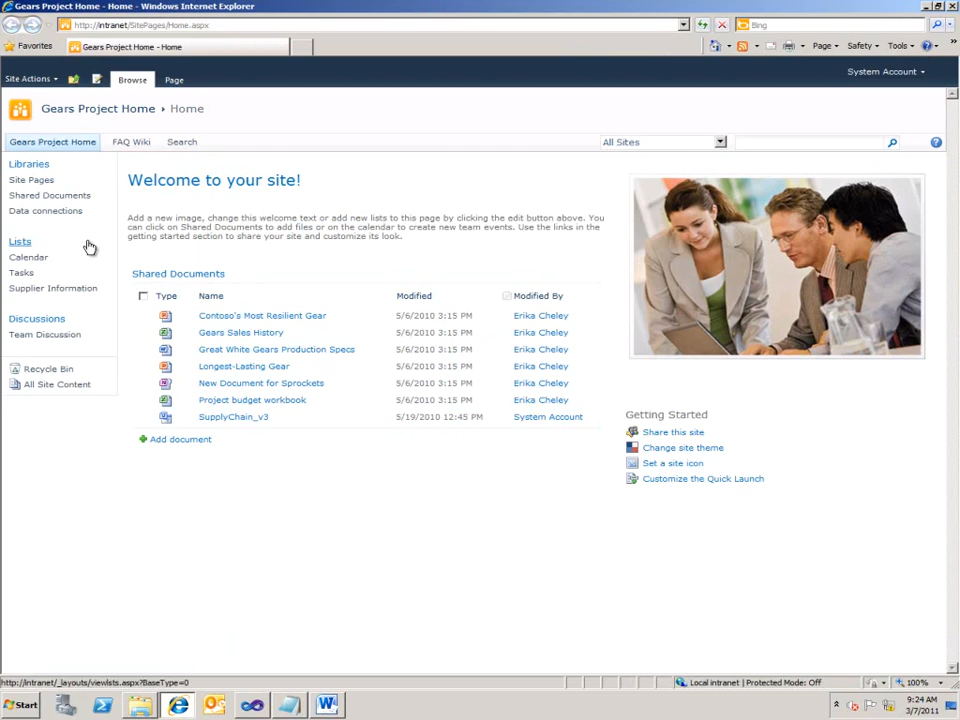 Gears Project Home - Home - Windows Internet Explorer
http://intranet/SitePages/Home.aspx
Bing
Favorites
Gears Project Home - Home
Page
Safety
Tools
Site Actions
Browse
Page
System Account
Gears Project Home
Home
Gears Project Home
FAQ Wiki
Search
All Sites
Libraries
Site Pages
Shared Documents
Data connections
Lists
Calendar
Tasks
Supplier Information
Discussions
Team Discussion
Recycle Bin
All Site Content
Welcome to your site!
Add a new image, change this welcome text or add new lists to this page by clicking the edit button above. You
can click on Shared Documents to add files or on the calendar to create new team events. Use the links in the
getting started section to share your site and customize its look.
Shared Documents
Type Name Modified Modified By
Contoso's Most Resilient Gear 5/6/2010 3:15 PM Erika Cheley
Gears Sales History 5/6/2010 3:15 PM Erika Cheley
Great White Gears Production Specs 5/6/2010 3:15 PM Erika Cheley
Longest-Lasting Gear 5/6/2010 3:15 PM Erika Cheley
New Document for Sprockets 5/6/2010 3:15 PM Erika Cheley
Project budget workbook 5/6/2010 3:15 PM Erika Cheley
SupplyChain_v3 5/19/2010 12:45 PM System Account
Add document
Getting Started
Share this site
Change site theme
Set a site icon
Customize the Quick Launch
http://intranet/_layouts/viewlsts.aspx?BaseType=0
Local intranet | Protected Mode: Off
100%
Start
9:24 AM
3/7/2011